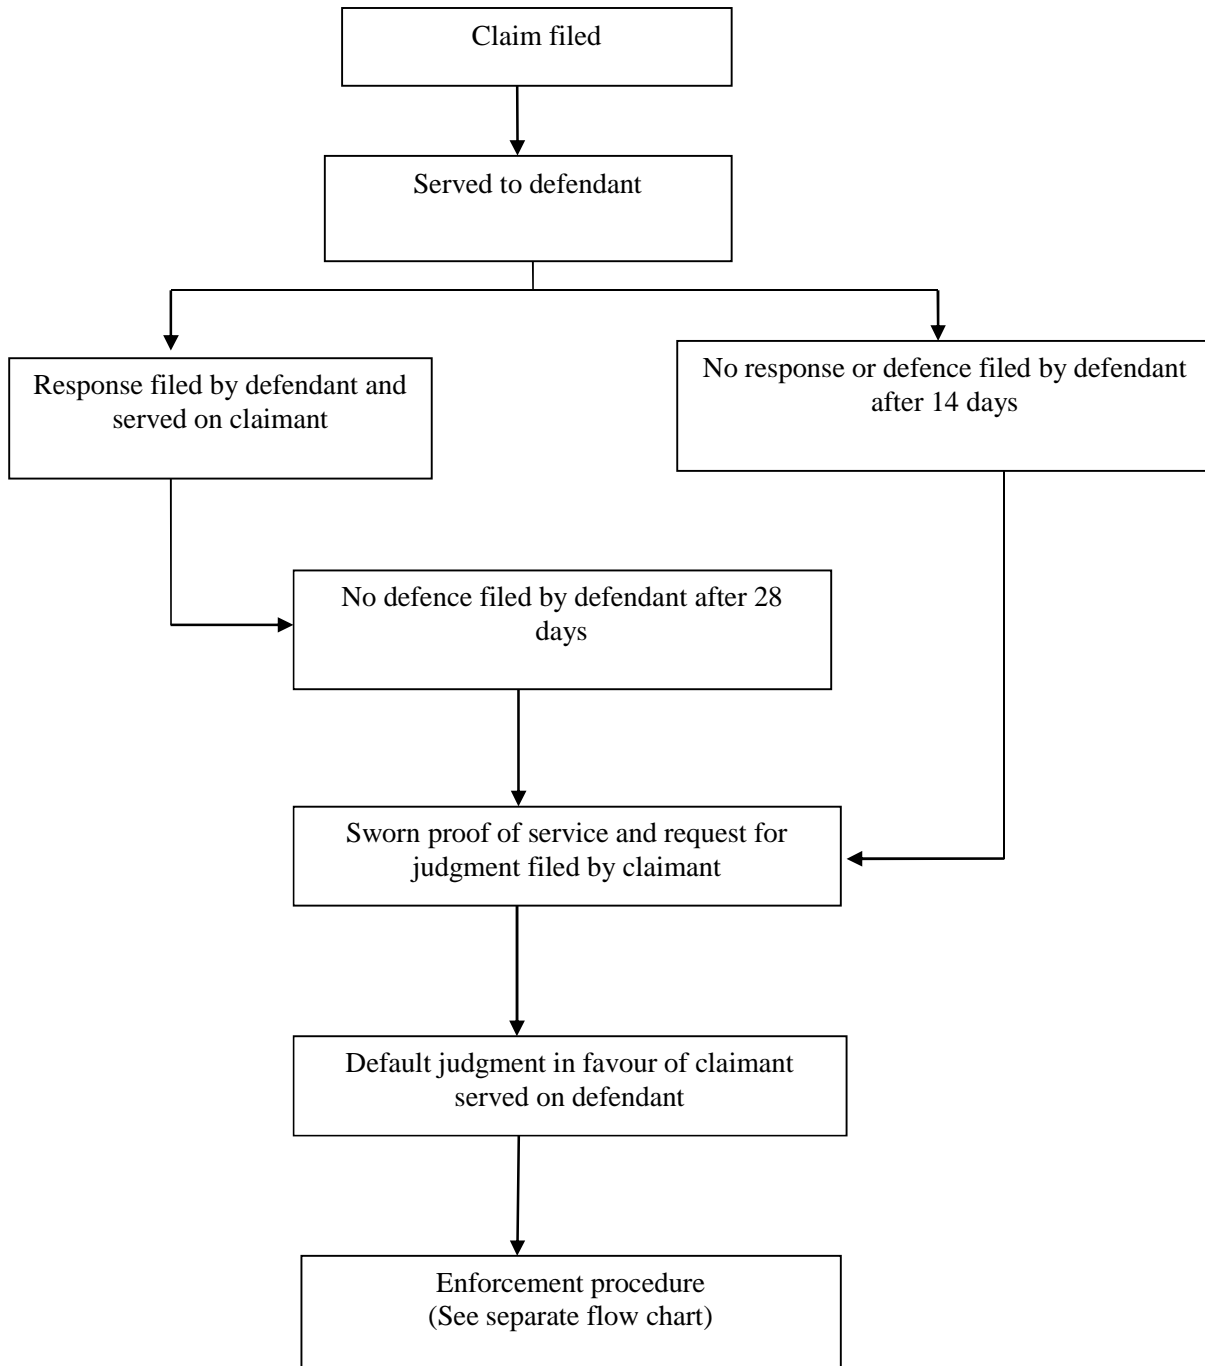 Claim filed
Served to defendant
Response filed by defendant and
served on claimant
No response or defence filed by defendant
after 14 days
No defence filed by defendant after 28
days
Sworn proof of service and request for
judgment filed by claimant
Default judgment in favour of claimant
served on defendant
Enforcement procedure
(See separate flow chart)